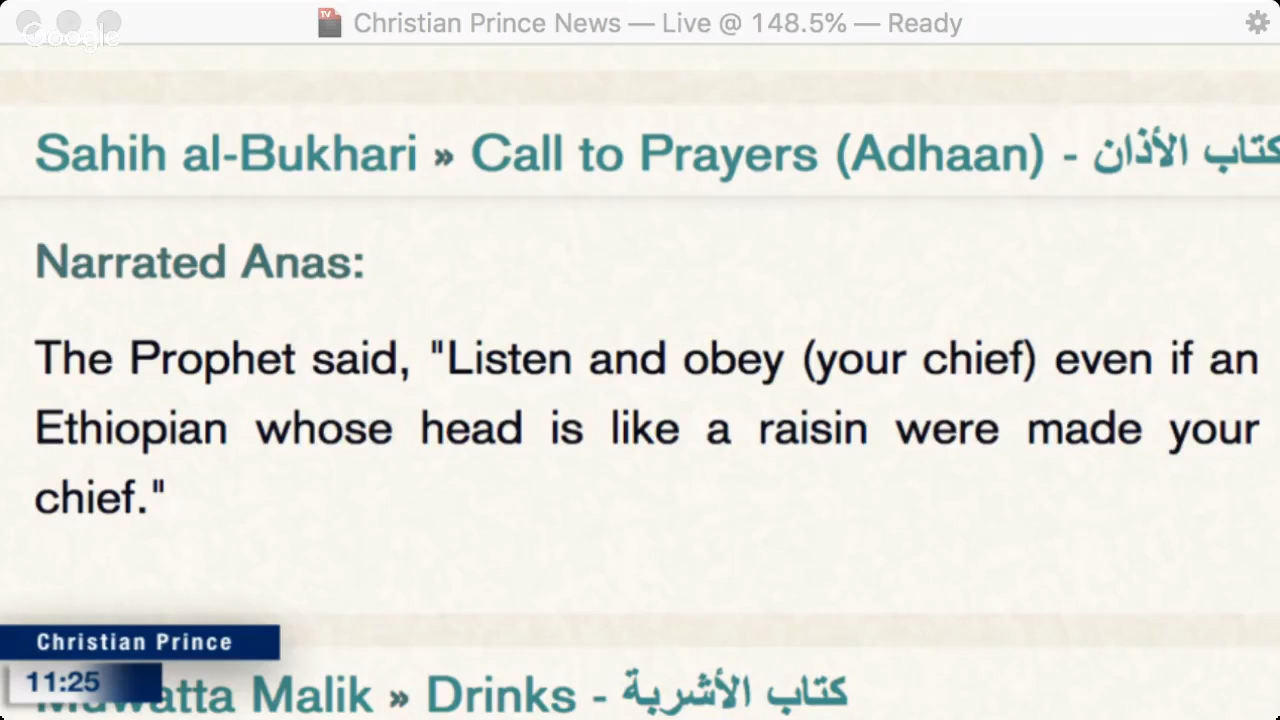 Christian Prince News — Live @ 148.5% — Ready
Google
TV
Sahih al-Bukhari » Call to Prayers (Adhaan) - كتاب الأذان
Narrated Anas:
The Prophet said, "Listen and obey (your chief) even if an
Ethiopian whose head is like a raisin were made your
chief."
Christian Prince
11:25
Muwatta Malik » Drinks - كتاب الأشربة